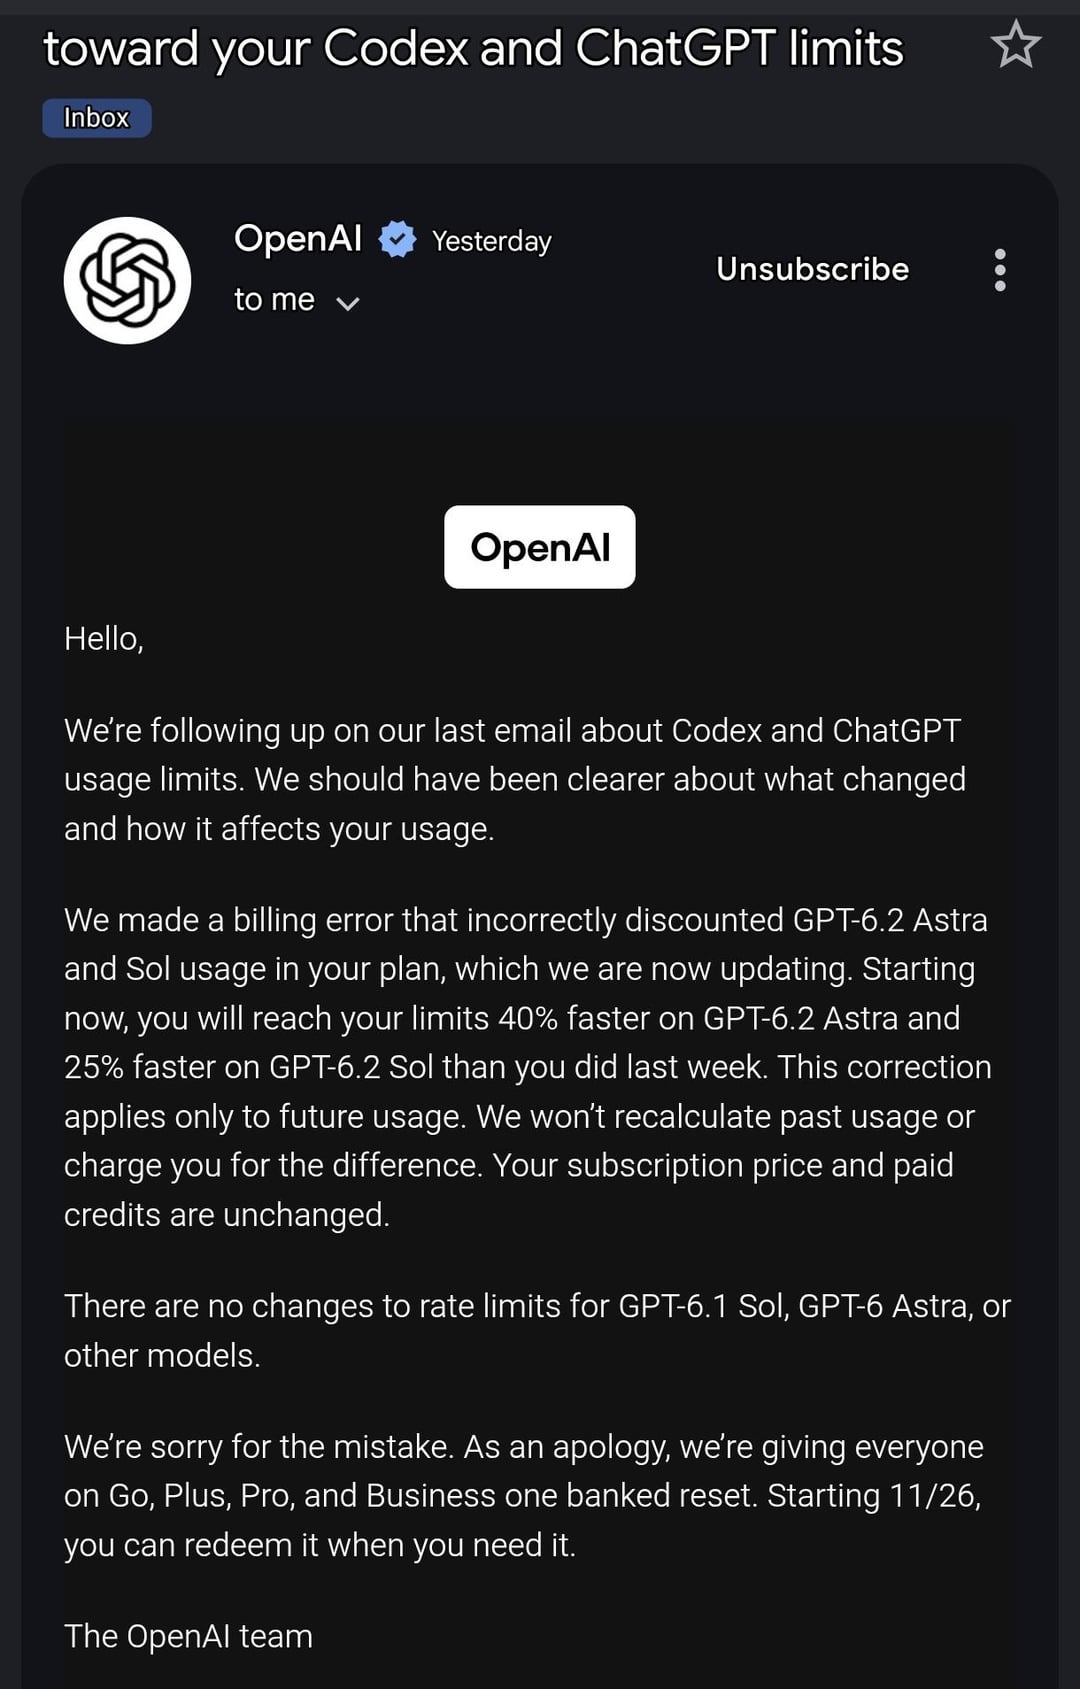 toward your Codex and ChatGPT limits
Inbox
OpenAI Yesterday
Unsubscribe
to me
OpenAI
Hello,
We’re following up on our last email about Codex and ChatGPT
usage limits. We should have been clearer about what changed
and how it affects your usage.
We made a billing error that incorrectly discounted GPT-6.2 Astra
and Sol usage in your plan, which we are now updating. Starting
now, you will reach your limits 40% faster on GPT-6.2 Astra and
25% faster on GPT-6.2 Sol than you did last week. This correction
applies only to future usage. We won’t recalculate past usage or
charge you for the difference. Your subscription price and paid
credits are unchanged.
There are no changes to rate limits for GPT-6.1 Sol, GPT-6 Astra, or
other models.
We’re sorry for the mistake. As an apology, we’re giving everyone
on Go, Plus, Pro, and Business one banked reset. Starting 11/26,
you can redeem it when you need it.
The OpenAI team